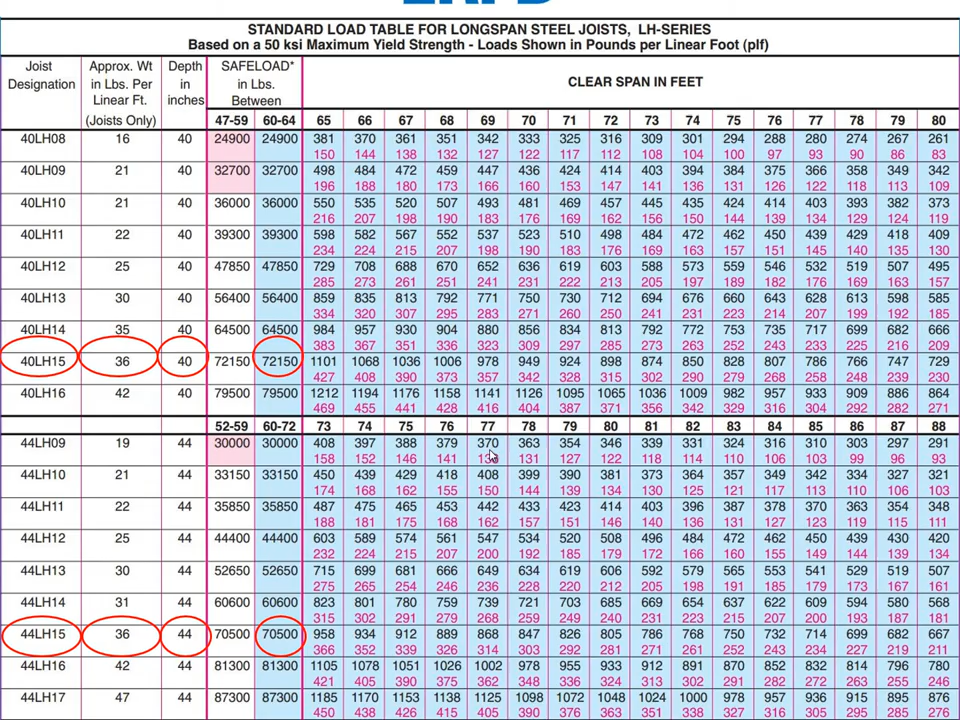 STANDARD LOAD TABLE FOR LONGSPAN STEEL JOISTS, LH-SERIES
Based on a 50 ksi Maximum Yield Strength - Loads Shown in Pounds per Linear Foot (plf)
Joist Designation Approx. Wt in Lbs. Per Linear Ft. (Joists Only) Depth in inches SAFELOAD* in Lbs. Between CLEAR SPAN IN FEET
47-59 60-64 65 66 67 68 69 70 71 72 73 74 75 76 77 78 79 80
40LH08 16 40 24900 24900 381 370 361 351 342 333 325 316 309 301 294 288 280 274 267 261
150 144 138 132 127 122 117 112 108 104 100 97 93 90 86 83
40LH09 21 40 32700 32700 498 484 472 459 447 436 424 414 403 394 384 375 366 358 349 342
196 188 180 173 166 160 153 147 141 136 131 126 122 118 113 109
40LH10 21 40 36000 36000 550 535 520 507 493 481 469 457 445 435 424 414 403 393 382 373
216 207 198 190 183 176 169 162 156 150 144 139 134 129 124 119
40LH11 22 40 39300 39300 598 582 567 552 537 523 510 498 484 472 462 450 439 429 418 409
234 224 215 207 198 190 183 176 169 163 157 151 145 140 135 130
40LH12 25 40 47850 47850 729 708 688 670 652 636 619 603 588 573 559 546 532 519 507 495
285 273 261 251 241 231 222 213 205 197 189 182 176 169 163 157
40LH13 30 40 56400 56400 859 835 813 792 771 750 730 712 694 676 660 643 628 613 598 585
334 320 307 295 283 271 260 250 241 231 223 214 207 199 192 185
40LH14 35 40 64500 64500 984 957 930 904 880 856 834 813 792 772 753 735 717 699 682 666
383 367 351 336 323 309 297 285 273 263 252 243 233 225 216 209
40LH15 36 40 72150 72150 1101 1068 1036 1006 978 949 924 898 874 850 828 807 786 766 747 729
427 408 390 373 357 342 328 315 302 290 279 268 258 248 239 230
40LH16 42 40 79500 79500 1212 1194 1176 1158 1141 1126 1095 1065 1036 1009 982 957 933 909 886 864
469 455 441 428 416 404 387 371 356 342 329 316 304 292 282 271
52-59 60-72 73 74 75 76 77 78 79 80 81 82 83 84 85 86 87 88
44LH09 19 44 30000 30000 408 397 388 379 370 363 354 346 339 331 324 316 310 303 297 291
158 152 146 141 131 127 122 118 114 110 106 103 99 96 93
44LH10 21 44 33150 33150 450 439 429 418 408 399 390 381 373 364 357 349 342 334 327 321
174 168 162 155 150 144 139 134 130 125 121 117 113 110 106 103
44LH11 22 44 35850 35850 487 475 465 453 442 433 423 414 403 396 387 378 370 363 354 348
188 181 175 168 162 157 151 146 140 136 131 127 123 119 115 111
44LH12 25 44 44400 44400 603 589 574 561 547 534 520 508 496 484 472 462 450 439 430 420
232 224 215 207 200 192 185 179 172 166 160 155 149 144 139 134
44LH13 30 44 52650 52650 715 699 681 666 649 634 619 606 592 579 565 553 541 529 519 507
275 265 254 246 236 228 220 212 205 198 191 185 179 173 167 161
44LH14 31 44 60600 60600 823 801 780 759 739 721 703 685 669 654 637 622 609 594 580 568
315 302 291 279 268 259 249 240 231 223 215 207 200 193 187 181
44LH15 36 44 70500 70500 958 934 912 889 868 847 826 805 786 768 750 732 714 699 682 667
366 352 339 326 314 303 292 281 271 261 252 243 234 227 219 211
44LH16 42 44 81300 81300 1105 1078 1051 1026 1002 978 955 933 912 891 870 852 832 814 796 780
421 405 390 375 362 348 336 324 313 302 291 282 272 263 255 246
44LH17 47 44 87300 87300 1185 1170 1153 1138 1125 1098 1072 1048 1024 1000 978 957 936 915 895 876
450 438 426 415 405 390 376 363 351 338 327 316 305 295 285 276